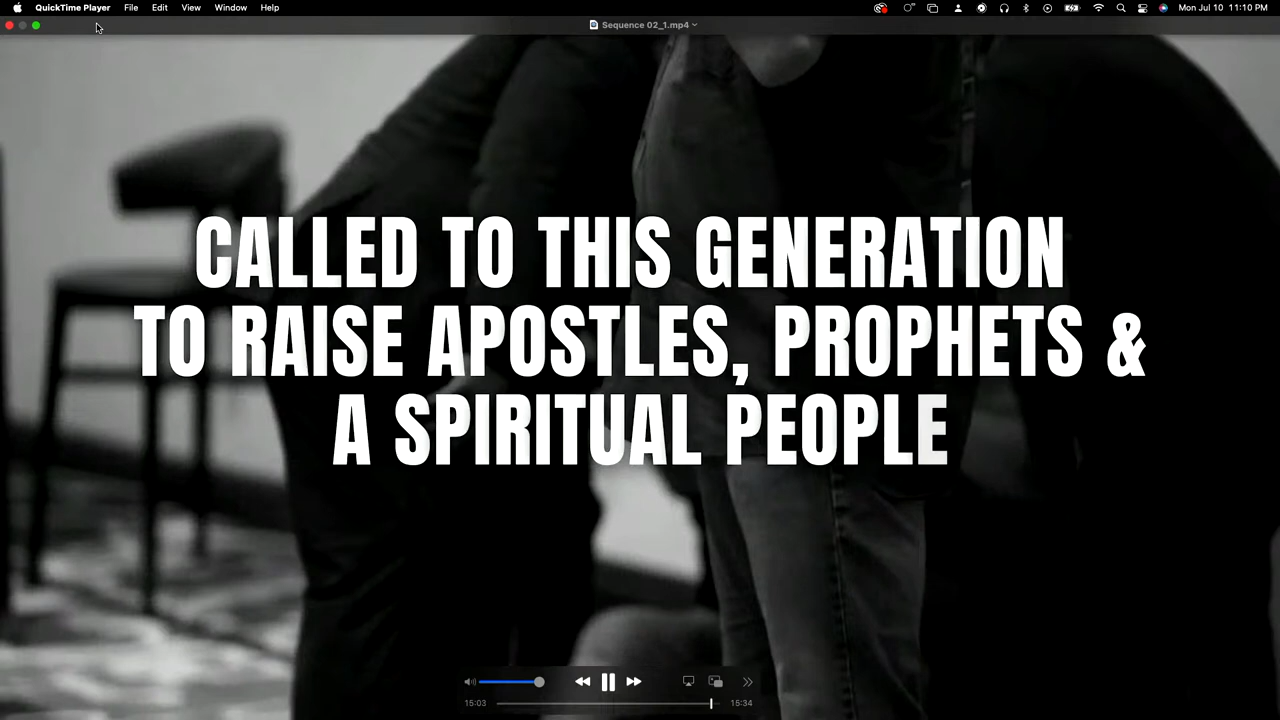 QuickTime Player File Edit View Window Help Mon Jul 10 11:10 PM
Sequence 02_1.mp4
CALLED TO THIS GENERATION
TO RAISE APOSTLES, PROPHETS &
A SPIRITUAL PEOPLE
15:03 15:34